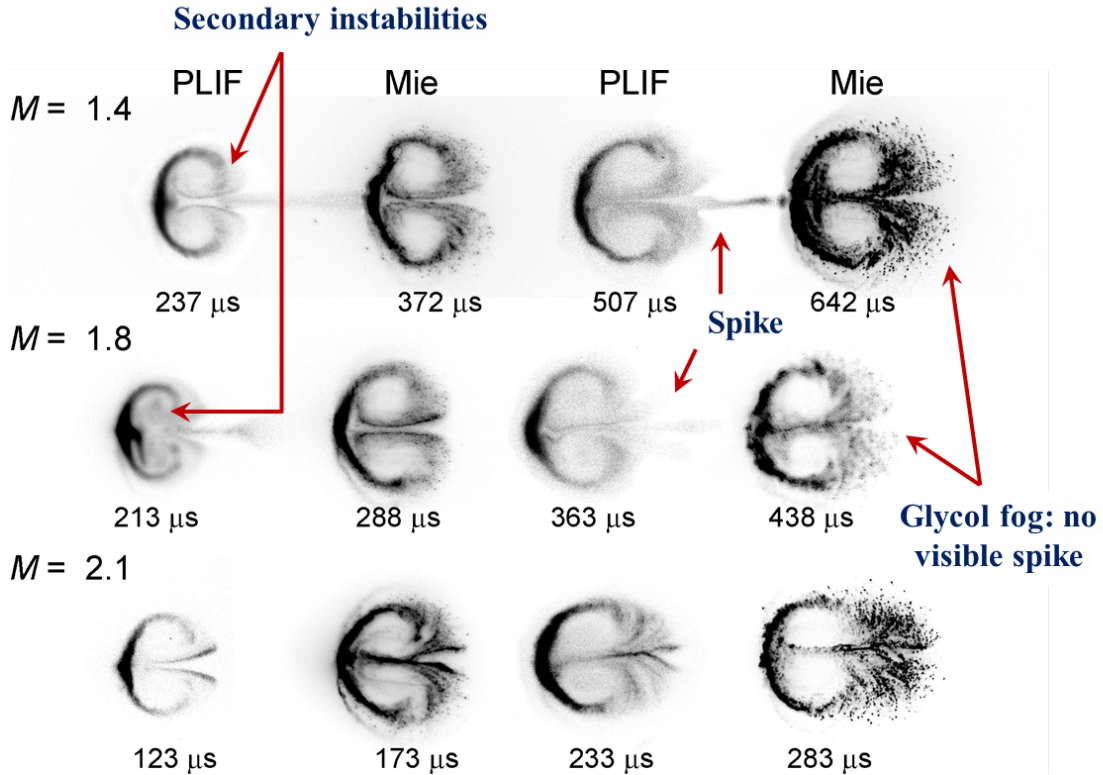 Secondary instabilities
PLIF Mie PLIF Mie
M = 1.4
237 μs 372 μs 507 μs 642 μs
Spike
M = 1.8
213 μs 288 μs 363 μs 438 μs
Glycol fog: no
visible spike
M = 2.1
123 μs 173 μs 233 μs 283 μs